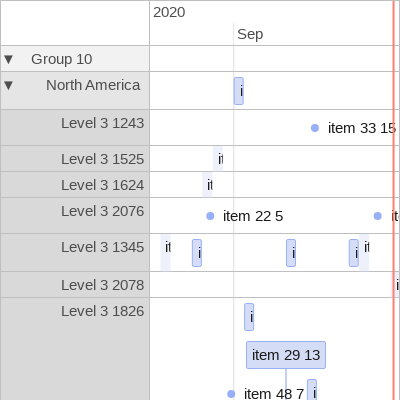 2020
Sep
▼ Group 10
▼ North America
i
Level 3 1243
item 33 15
Level 3 1525
it
Level 3 1624
it
Level 3 2076
item 22 5
it
Level 3 1345
it i i i it
Level 3 2078
i
Level 3 1826
i
item 29 13
item 48 7 i